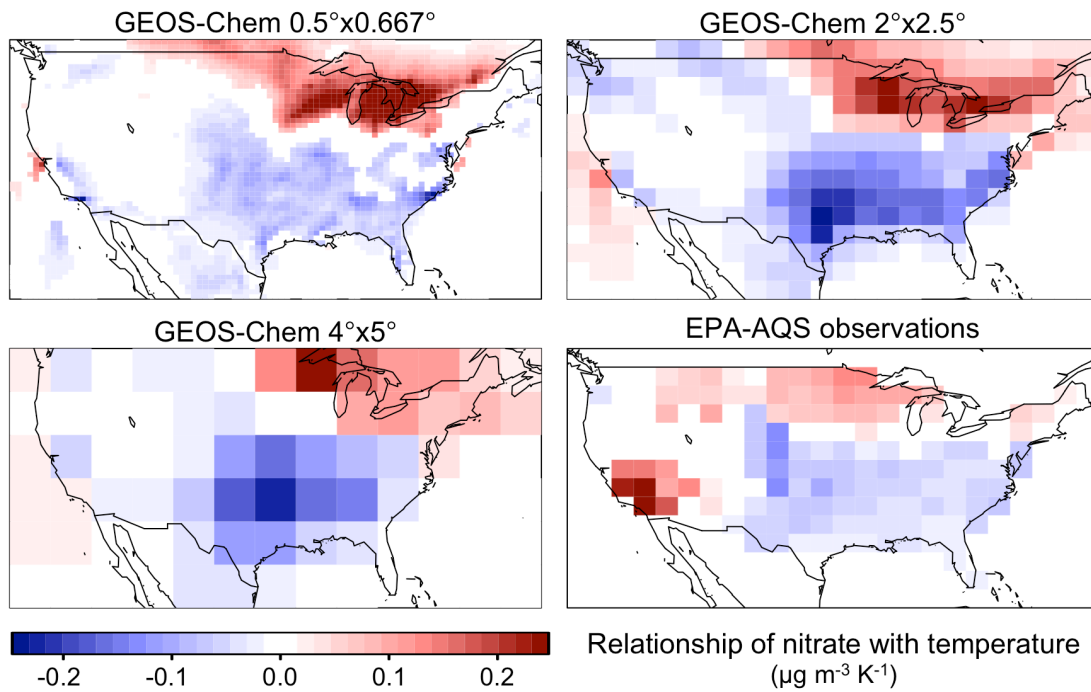 GEOS-Chem 0.5°x0.667°
GEOS-Chem 2°x2.5°
GEOS-Chem 4°x5°
EPA-AQS observations
-0.2 -0.1 0.0 0.1 0.2
Relationship of nitrate with temperature
(μg m⁻³ K⁻¹)